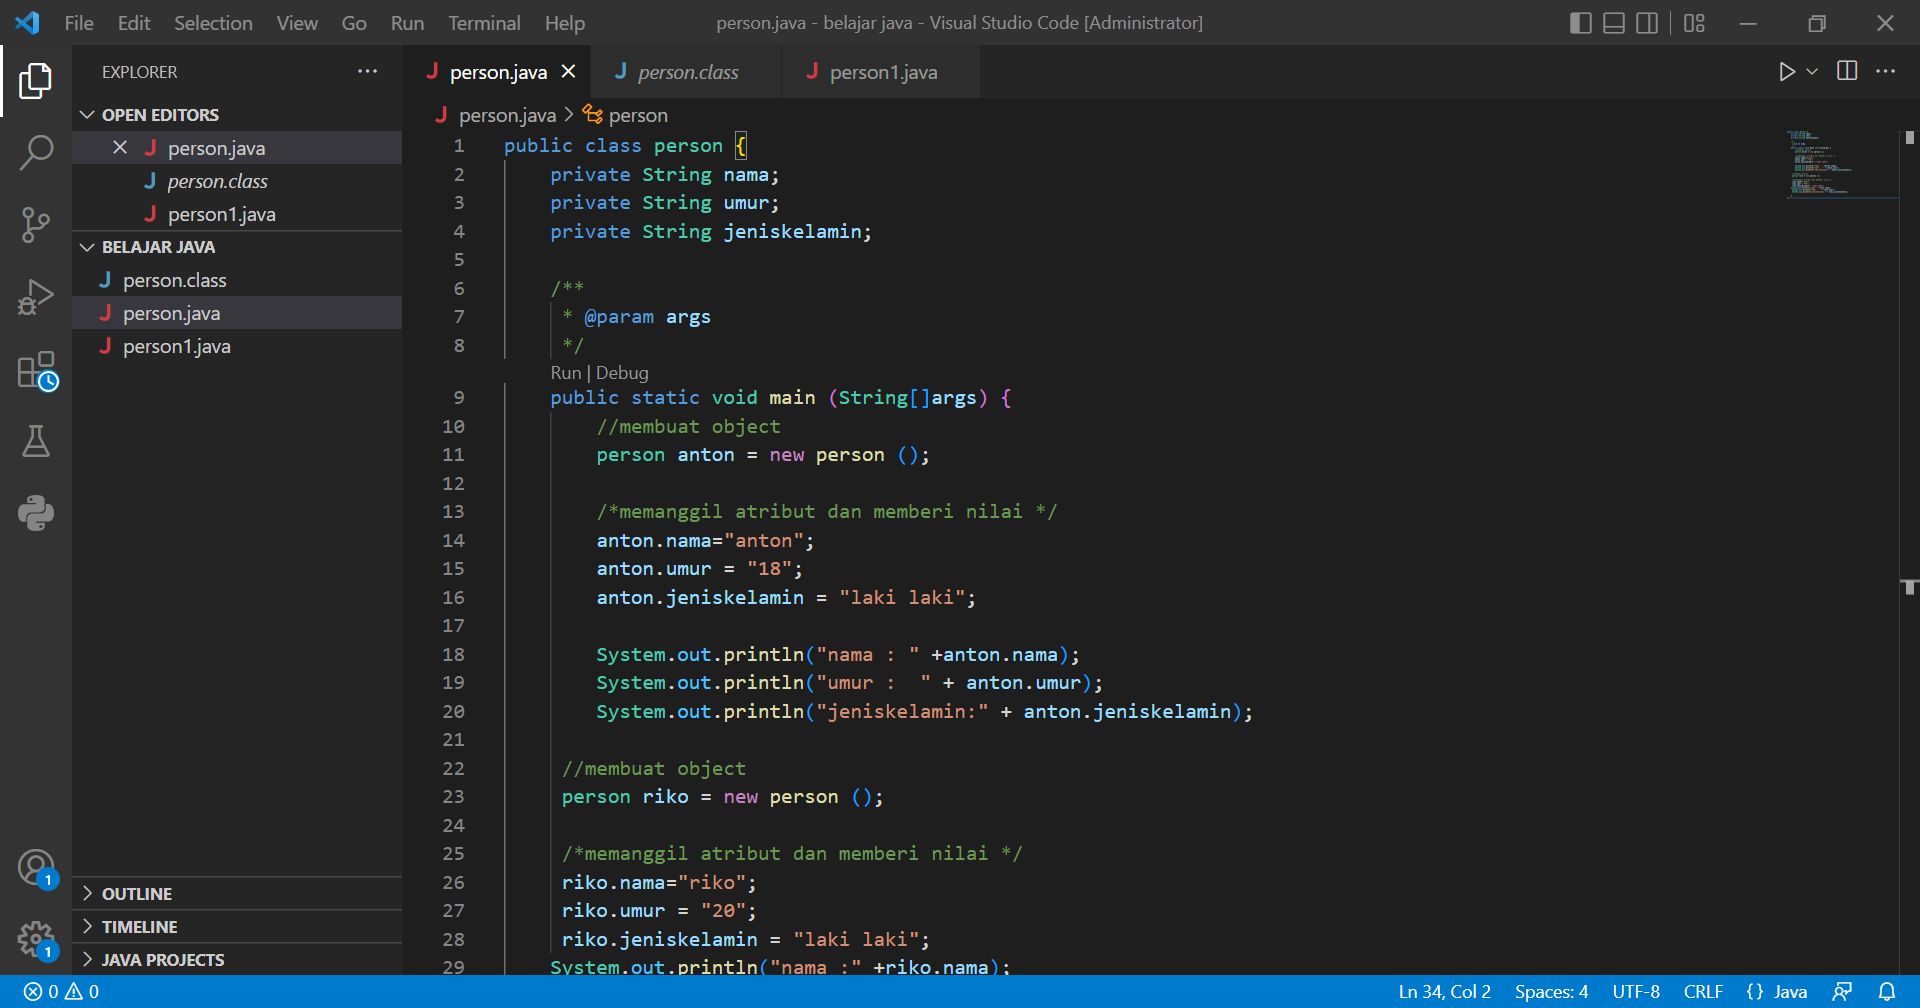 File Edit Selection View Go Run Terminal Help person.java - belajar java - Visual Studio Code [Administrator]
EXPLORER
OPEN EDITORS
person.java
person.class
person1.java
BELAJAR JAVA
person.class
person.java
person1.java
OUTLINE
TIMELINE
JAVA PROJECTS
person.java person.class person1.java
person.java > person
1 public class person {
2 private String nama;
3 private String umur;
4 private String jeniskelamin;
5
6 /**
7 * @param args
8 */
Run | Debug
9 public static void main (String[]args) {
10 //membuat object
11 person anton = new person ();
12
13 /*memanggil atribut dan memberi nilai */
14 anton.nama="anton";
15 anton.umur = "18";
16 anton.jeniskelamin = "laki laki";
17
18 System.out.println("nama : " +anton.nama);
19 System.out.println("umur :  " + anton.umur);
20 System.out.println("jeniskelamin:" + anton.jeniskelamin);
21
22 //membuat object
23 person riko = new person ();
24
25 /*memanggil atribut dan memberi nilai */
26 riko.nama="riko";
27 riko.umur = "20";
28 riko.jeniskelamin = "laki laki";
29 System.out.println("nama :" +riko.nama);
1
1
0 0 Ln 34, Col 2 Spaces: 4 UTF-8 CRLF {} Java